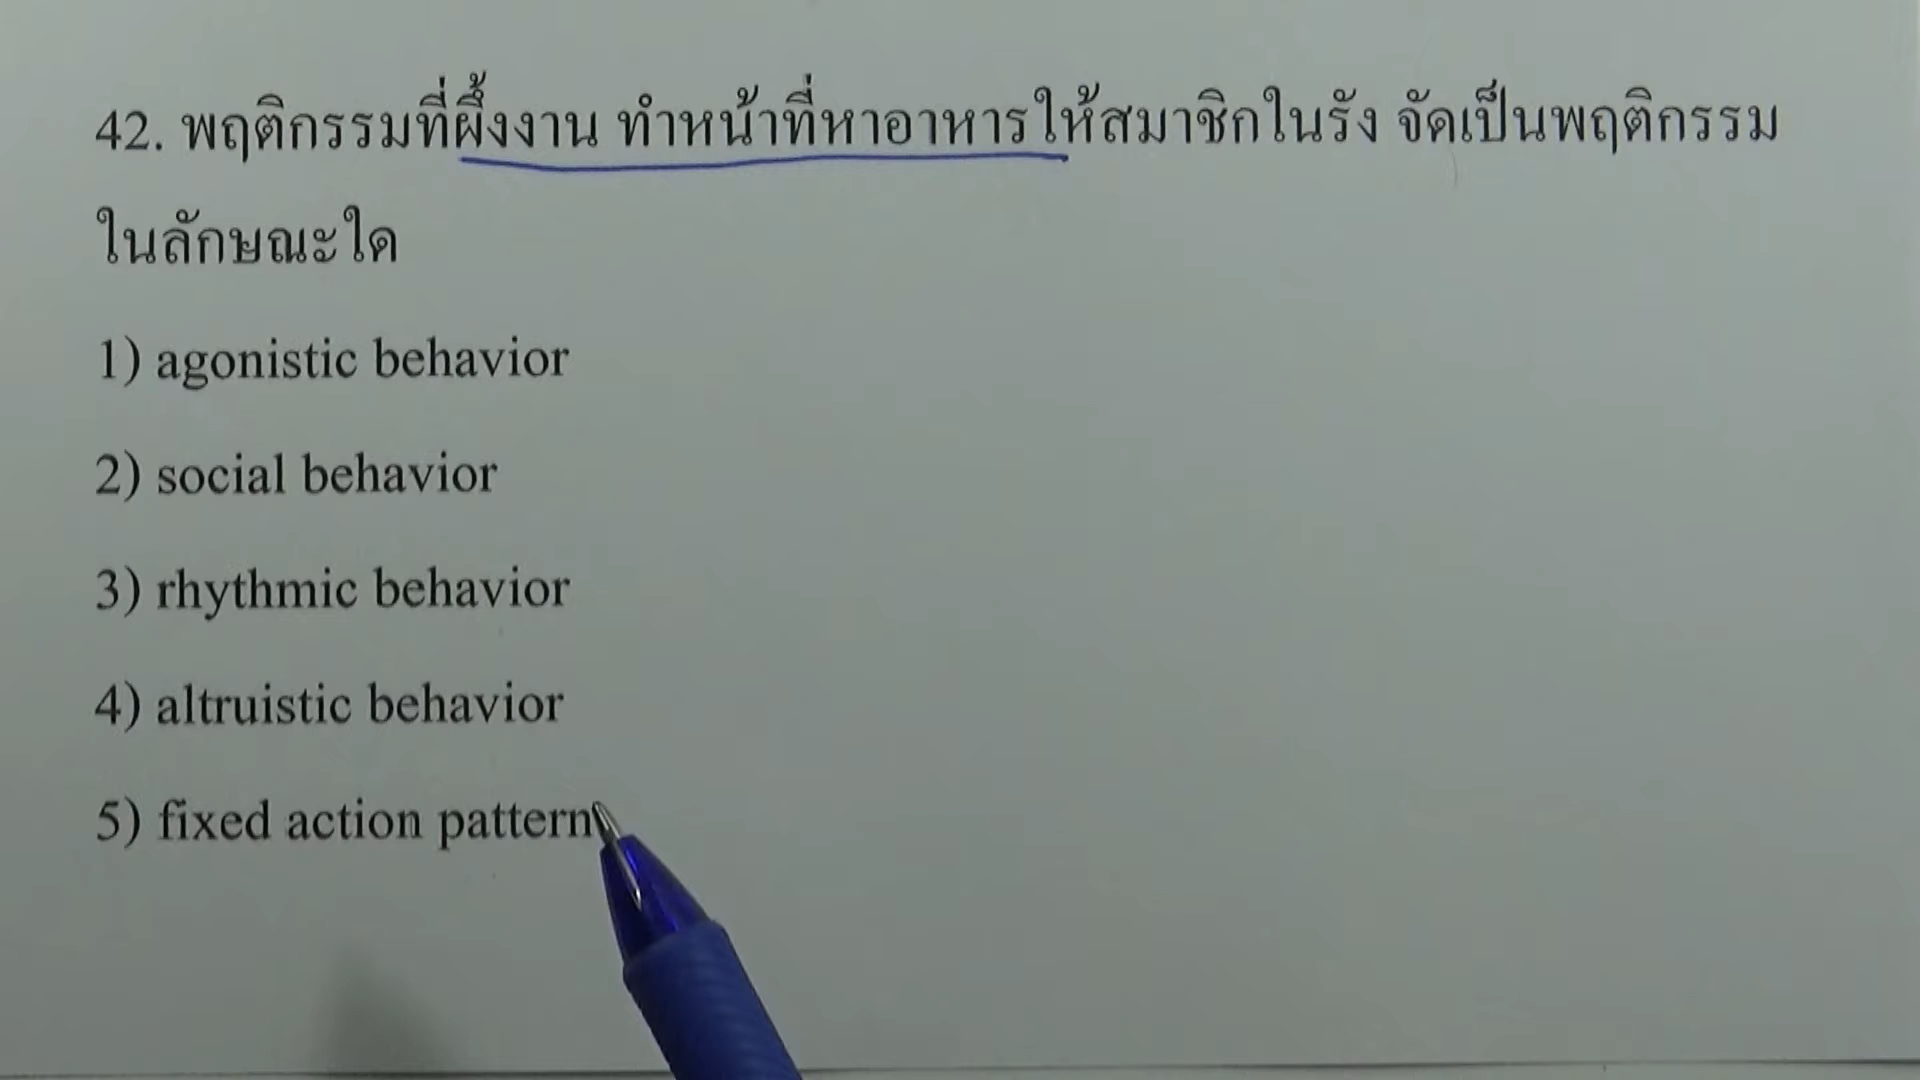 42. พฤติกรรมที่ผึ้งงาน ทำหน้าที่หาอาหารให้สมาชิกในรัง จัดเป็นพฤติกรรม
ในลักษณะใด
1) agonistic behavior
2) social behavior
3) rhythmic behavior
4) altruistic behavior
5) fixed action pattern